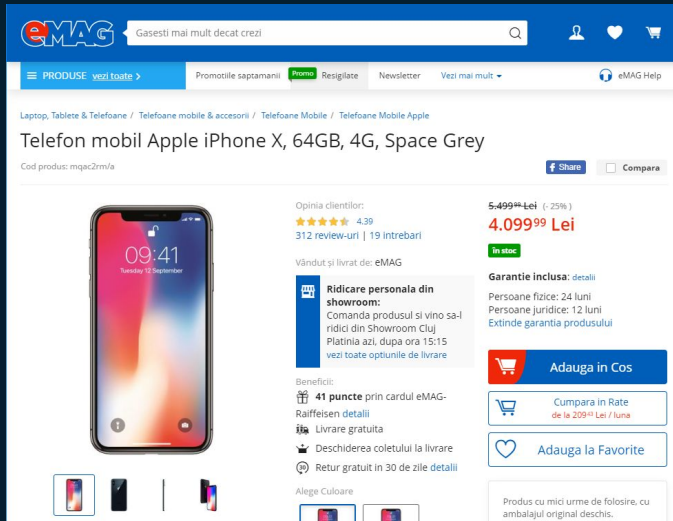 eMAG
Gasesti mai mult decat crezi
PRODUSE vezi toate >
Promotiile saptamanii
Promo
Resigilate
Newsletter
Vezi mai mult
eMAG Help
Laptop, Tablete & Telefoane / Telefoane mobile & accesorii / Telefoane Mobile / Telefoane Mobile Apple
Telefon mobil Apple iPhone X, 64GB, 4G, Space Grey
Cod produs: mqac2rm/a
Share
Compara
09:41
Tuesday 12 September
Opinia clientilor:
4.39
312 review-uri | 19 intrebari
Vândut și livrat de: eMAG
Ridicare personala din
showroom:
Comanda produsul si vino sa-l
ridici din Showroom Cluj
Platinia azi, dupa ora 15:15
vezi toate optiunile de livrare
Beneficii:
41 puncte prin cardul eMAG-
Raiffeisen detalii
Livrare gratuita
Deschiderea coletului la livrare
30 Retur gratuit in 30 de zile detalii
Alege Culoare
5.499⁹⁹ Lei (- 25% )
4.099⁹⁹ Lei
în stoc
Garantie inclusa: detalii
Persoane fizice: 24 luni
Persoane juridice: 12 luni
Extinde garantia produsului
Adauga in Cos
Cumpara in Rate
de la 209⁴³ Lei / luna
Adauga la Favorite
Produs cu mici urme de folosire, cu
ambalajul original deschis.